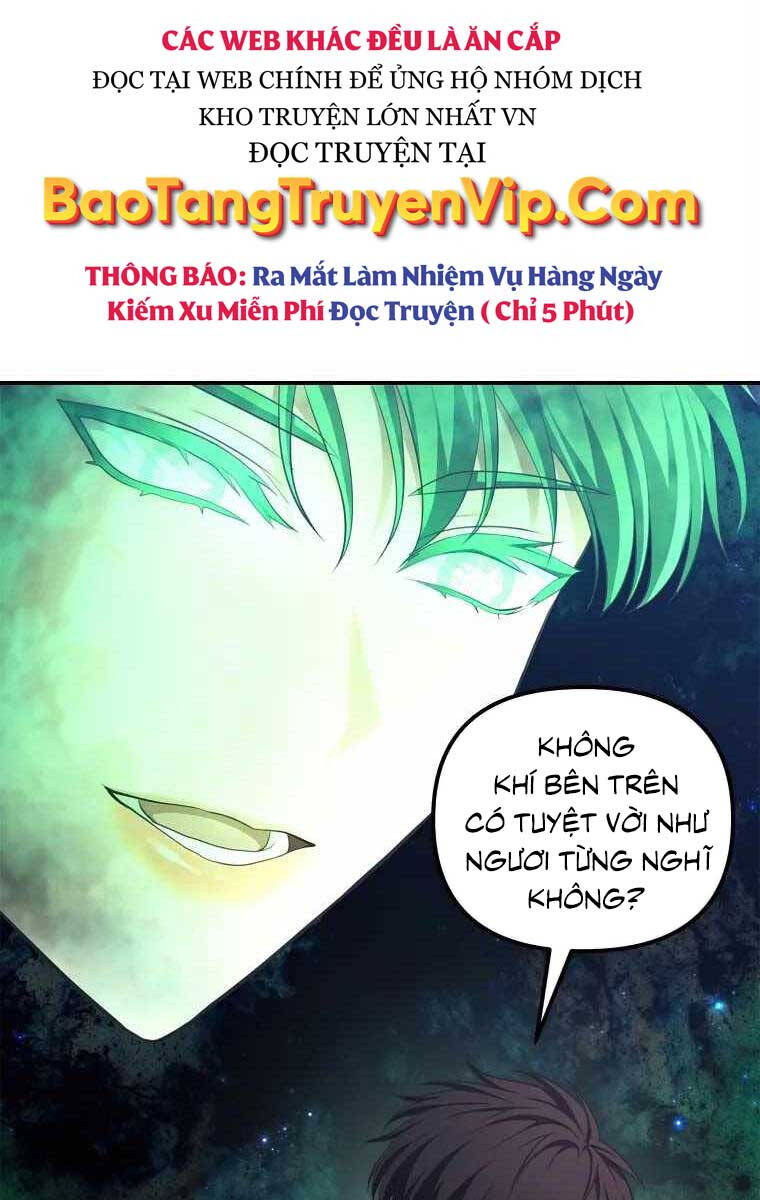 CÁC WEB KHÁC ĐỀU LÀ ĂN CẮP
ĐỌC TẠI WEB CHÍNH ĐỂ ỦNG HỘ NHÓM DỊCH
KHO TRUYỆN LỚN NHẤT VN
ĐỌC TRUYỆN TẠI
BaoTangTruyenVip.Com
THÔNG BÁO: Ra Mắt Làm Nhiệm Vụ Hàng Ngày
Kiếm Xu Miễn Phí Đọc Truyện ( Chỉ 5 Phút)
KHÔNG
KHÍ BÊN TRÊN
CÓ TUYỆT VỜI NHƯ
NGƯƠI TỪNG NGHĨ
KHÔNG?